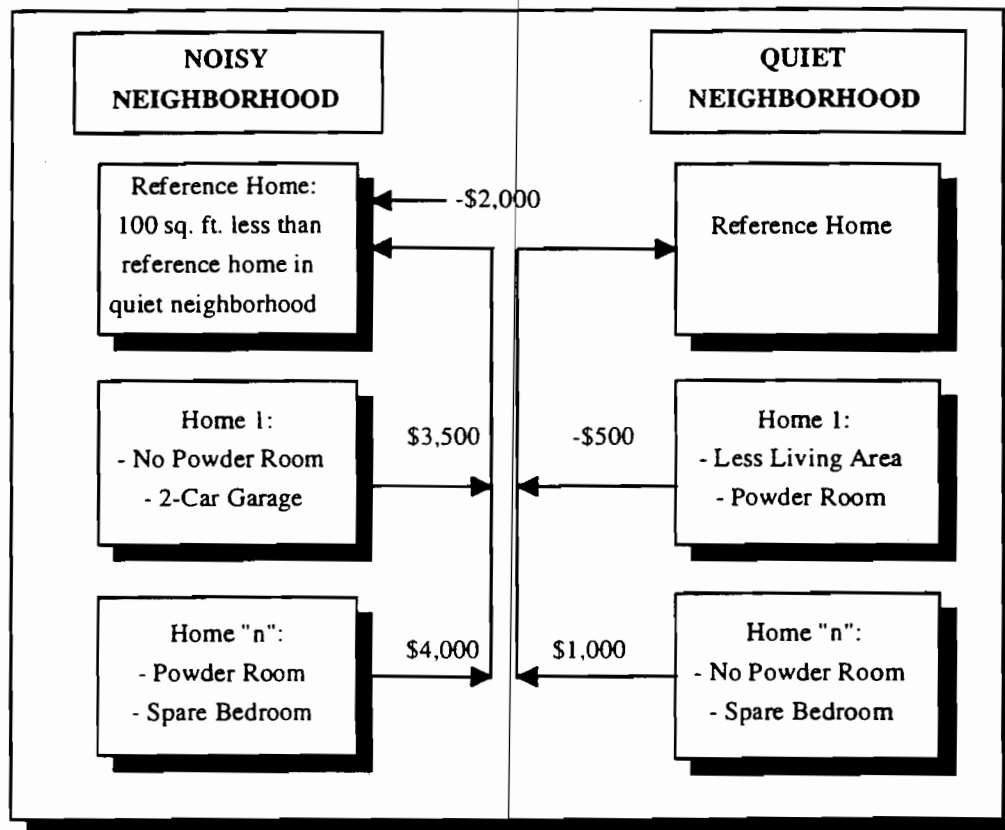 NOISY
NEIGHBORHOOD
QUIET
NEIGHBORHOOD
Reference Home:
100 sq. ft. less than
reference home in
quiet neighborhood
-$2,000
Reference Home
Home 1:
- No Powder Room
- 2-Car Garage
$3,500
-$500
Home 1:
- Less Living Area
- Powder Room
Home "n":
- Powder Room
- Spare Bedroom
$4,000
$1,000
Home "n":
- No Powder Room
- Spare Bedroom